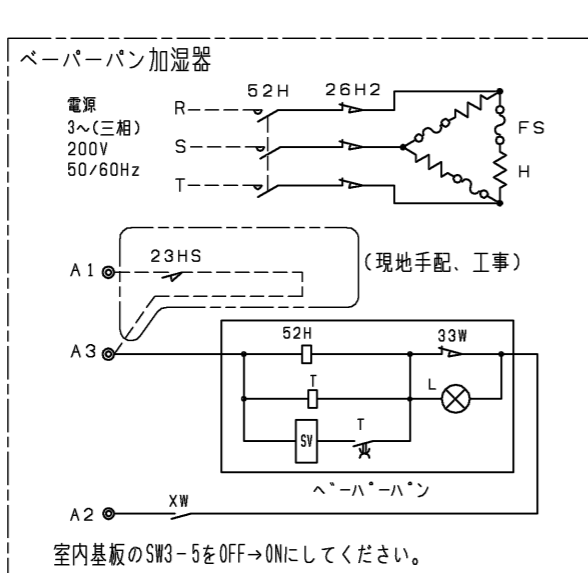 ベーパーパン加湿器
電源
3~(三相)
200V
50/60Hz
R
S
T
52H
26H2
FS
H
A1
23HS
(現地手配、工事)
A3
52H
33W
T
L
SV
T
ベーパーパン
A2
XW
室内基板のSW3-5をOFF→ONにしてください。